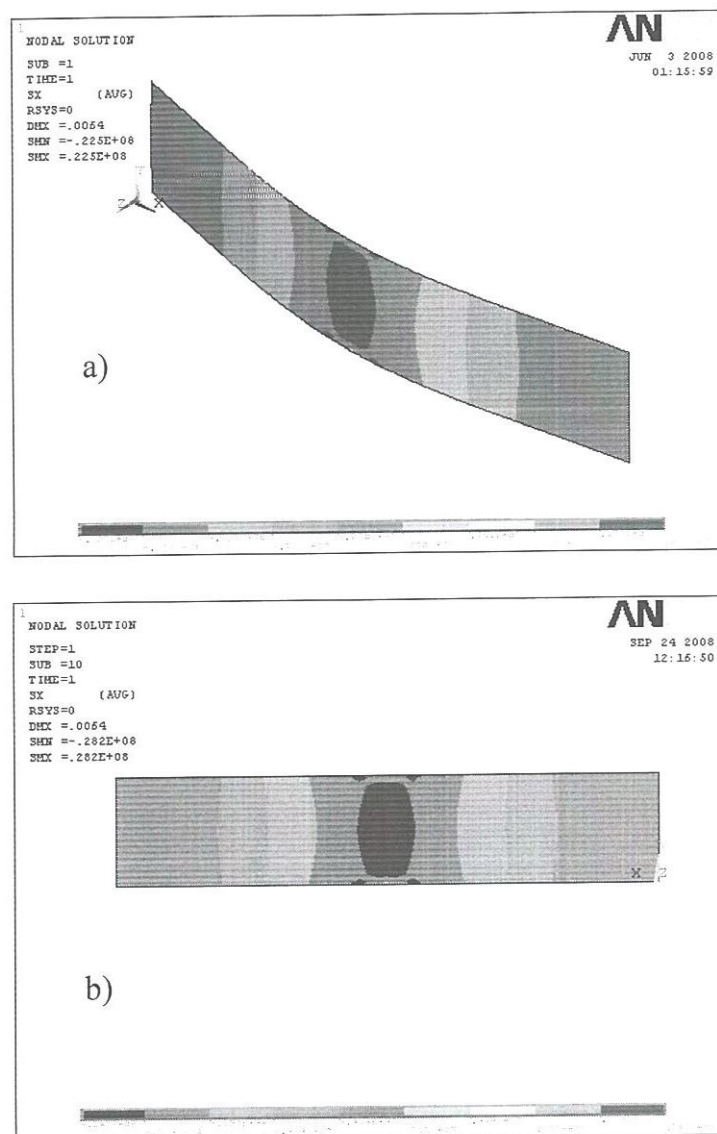 1
NODAL SOLUTION
SUB =1
TIME=1
SX (AVG)
RSYS=0
DMX =.0064
SMN =-.225E+08
SMX =.225E+08
AN
JUN 3 2008
01:15:59
Y
Z X
a)
1
NODAL SOLUTION
STEP=1
SUB =10
TIME=1
SX (AVG)
RSYS=0
DMX =.0064
SMN =-.282E+08
SMX =.282E+08
AN
SEP 24 2008
12:16:50
X Z
b)